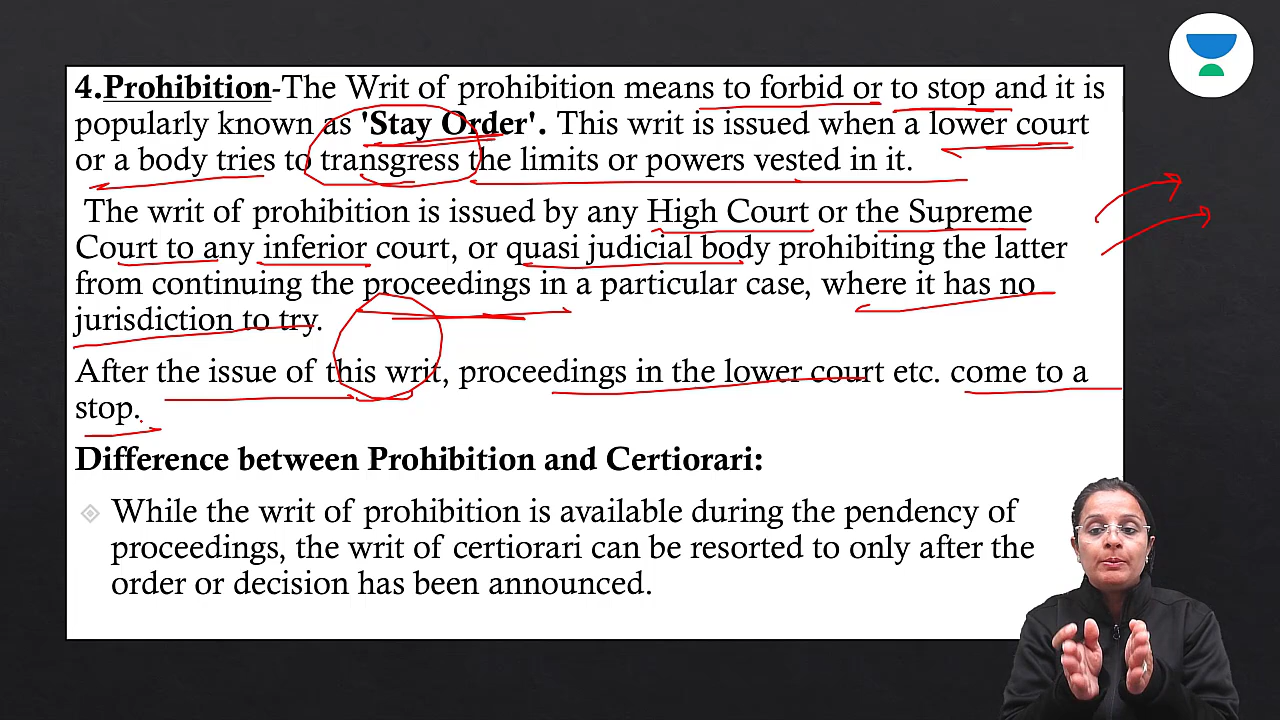 4.Prohibition-The Writ of prohibition means to forbid or to stop and it is
popularly known as 'Stay Order'. This writ is issued when a lower court
or a body tries to transgress the limits or powers vested in it.
The writ of prohibition is issued by any High Court or the Supreme
Court to any inferior court, or quasi judicial body prohibiting the latter
from continuing the proceedings in a particular case, where it has no
jurisdiction to try.
After the issue of this writ, proceedings in the lower court etc. come to a
stop.
Difference between Prohibition and Certiorari:
While the writ of prohibition is available during the pendency of
proceedings, the writ of certiorari can be resorted to only after the
order or decision has been announced.